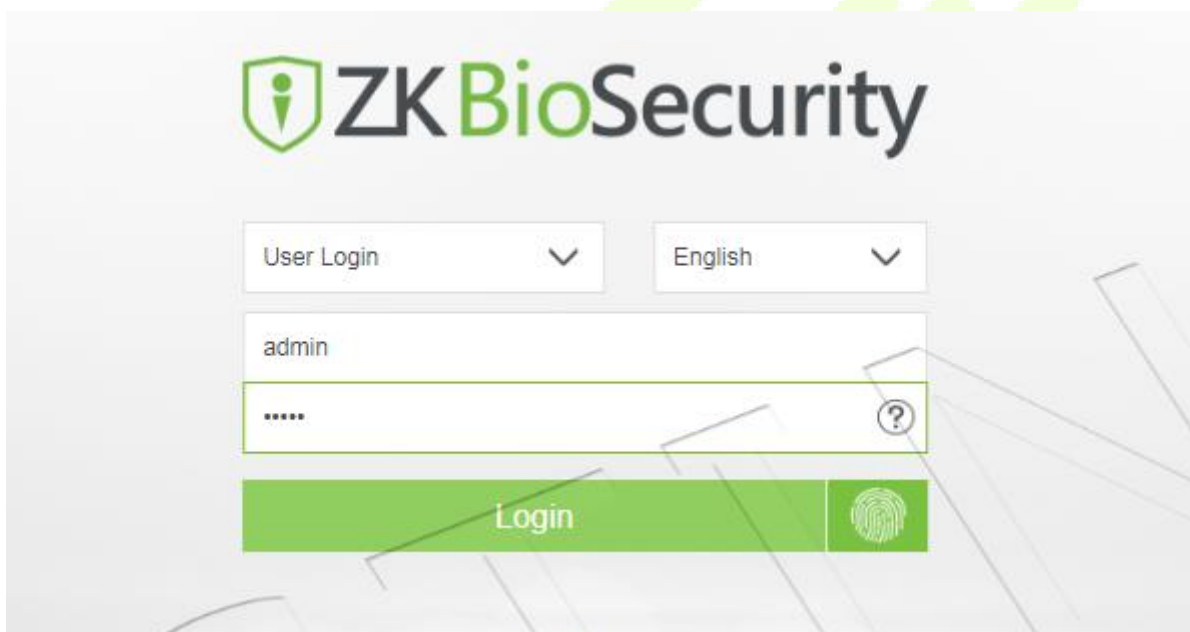 ZKBioSecurity
User Login English
admin
•••••
?
Login